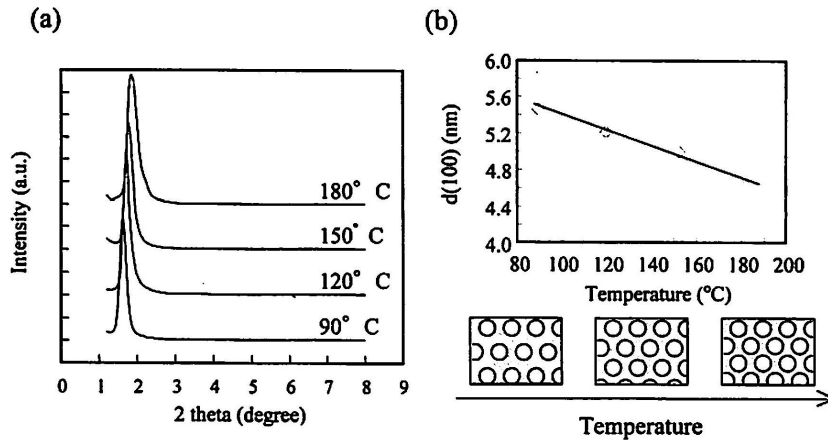 (a)
Intensity (a.u.)
180° C
150° C
120° C
90° C
0 1 2 3 4 5 6 7 8 9
2 theta (degree)
(b)
d(100) (nm)
6.0
5.6
5.2
4.8
4.4
4.0
80 100 120 140 160 180 200
Temperature (°C)
Temperature